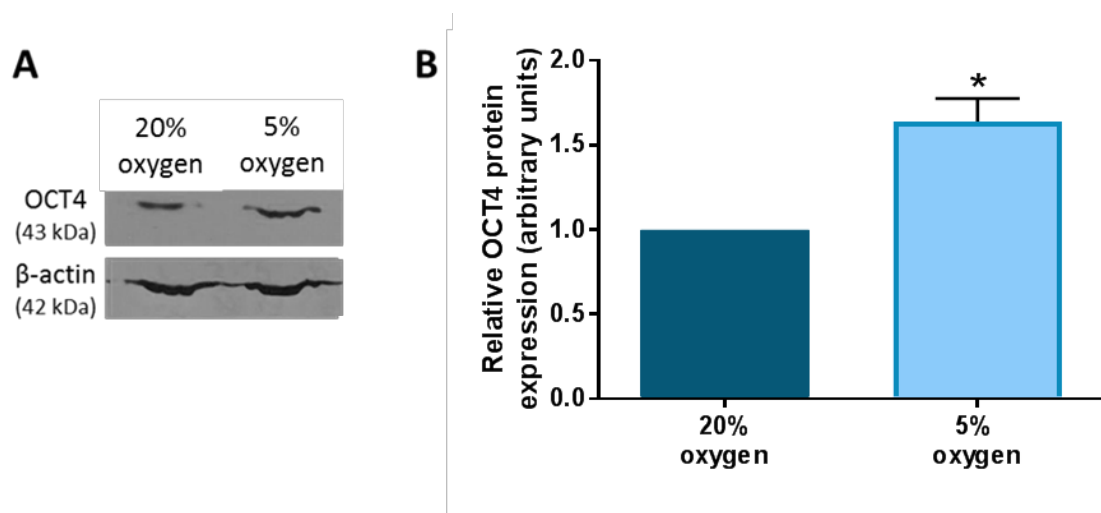 A
20%
oxygen
5%
oxygen
OCT4
(43 kDa)
β-actin
(42 kDa)
B
Relative OCT4 protein
expression (arbitrary units)
2.0
1.5
1.0
0.5
0.0
*
20%
oxygen
5%
oxygen